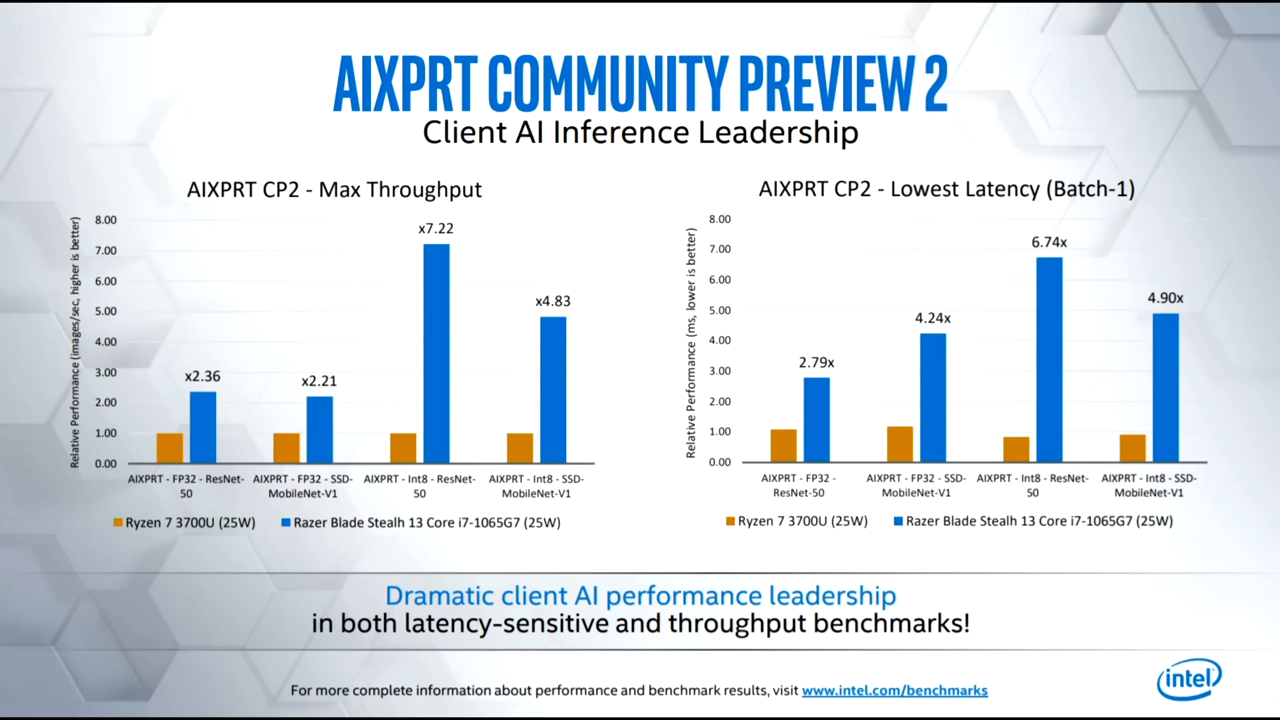 AIXPRT COMMUNITY PREVIEW 2
Client AI Inference Leadership
AIXPRT CP2 - Max Throughput
Relative Performance (images/sec, higher is better)
8.00
7.00
6.00
5.00
4.00
3.00
2.00
1.00
0.00
x2.36
x2.21
x7.22
x4.83
AIXPRT - FP32 - ResNet-
50
AIXPRT - FP32 - SSD-
MobileNet-V1
AIXPRT - Int8 - ResNet-
50
AIXPRT - Int8 - SSD-
MobileNet-V1
Ryzen 7 3700U (25W)
Razer Blade Stealh 13 Core i7-1065G7 (25W)
AIXPRT CP2 - Lowest Latency (Batch-1)
Relative Performance (ms, lower is better)
8.00
7.00
6.00
5.00
4.00
3.00
2.00
1.00
0.00
2.79x
4.24x
6.74x
4.90x
AIXPRT - FP32 -
ResNet-50
AIXPRT - FP32 - SSD-
MobileNet-V1
AIXPRT - Int8 - ResNet-
50
AIXPRT - Int8 - SSD-
MobileNet-V1
Ryzen 7 3700U (25W)
Razer Blade Stealh 13 Core i7-1065G7 (25W)
Dramatic client AI performance leadership
in both latency-sensitive and throughput benchmarks!
For more complete information about performance and benchmark results, visit www.intel.com/benchmarks
intel